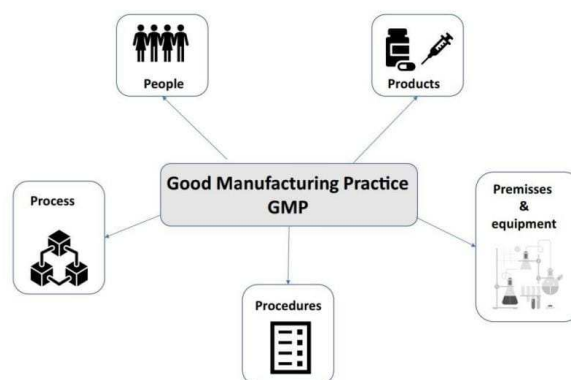 People
Products
Good Manufacturing Practice
GMP
Process
Premisses
&
equipment
Procedures